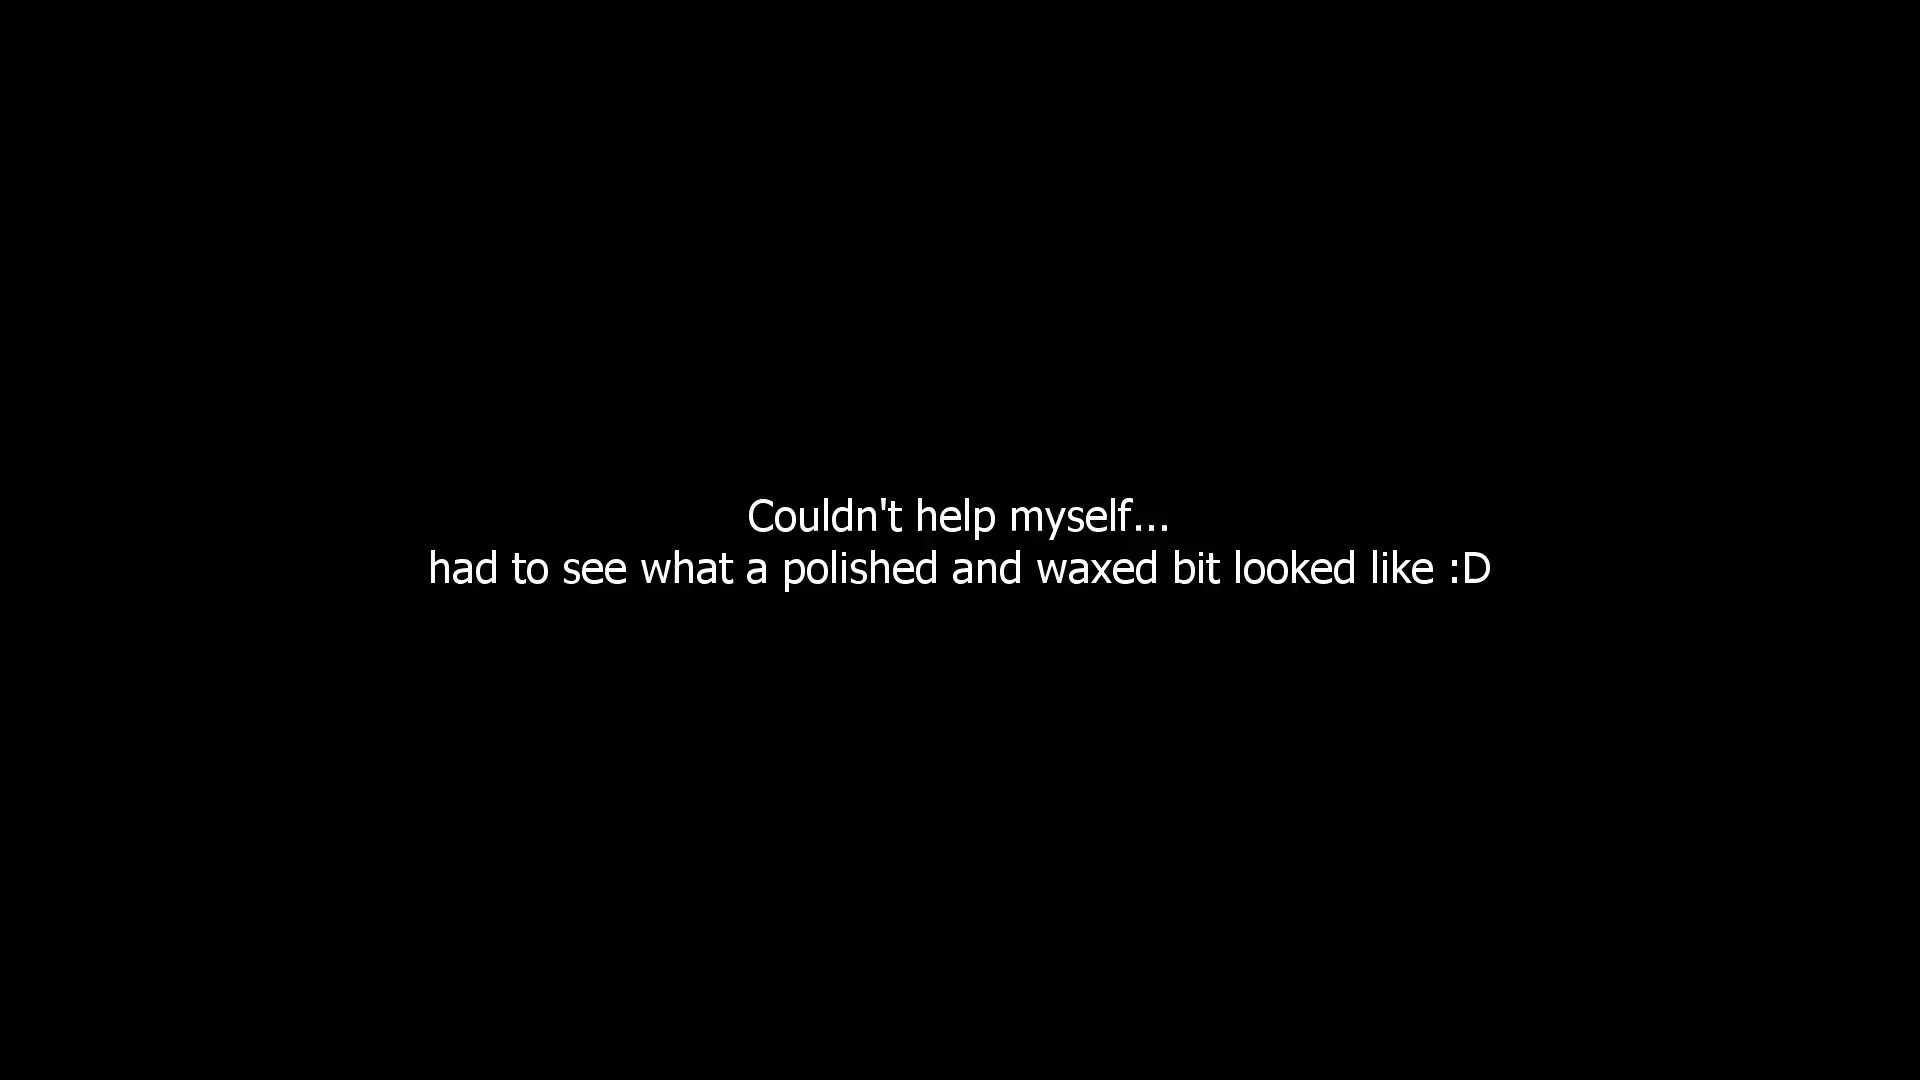 Couldn't help myself...
had to see what a polished and waxed bit looked like :D